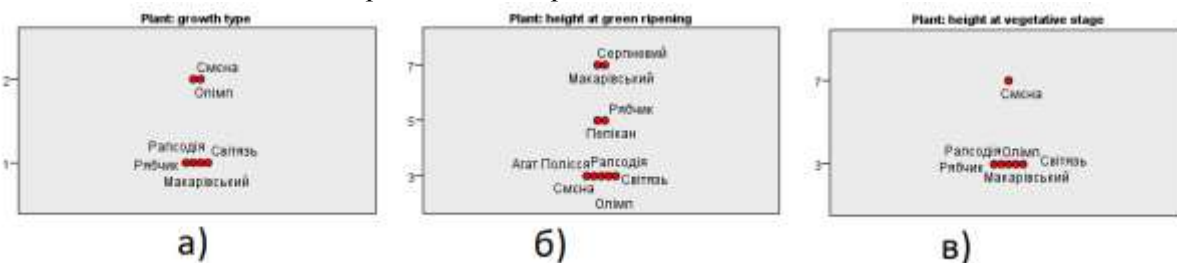 Plant: growth type
2
Смєна
Олімп
1
Рапсодія
Світязь
Рябчик
Макарівський
а)
Plant: height at green ripening
7
Серпневий
Макарівський
5
Рябчик
Пелікан
3
Агат Полісся
Рапсодія
Світязь
Смєна
Олімп
б)
Plant: height at vegetative stage
7
Смєна
3
Рапсодія
Олімп
Світязь
Рябчик
Макарівський
в)